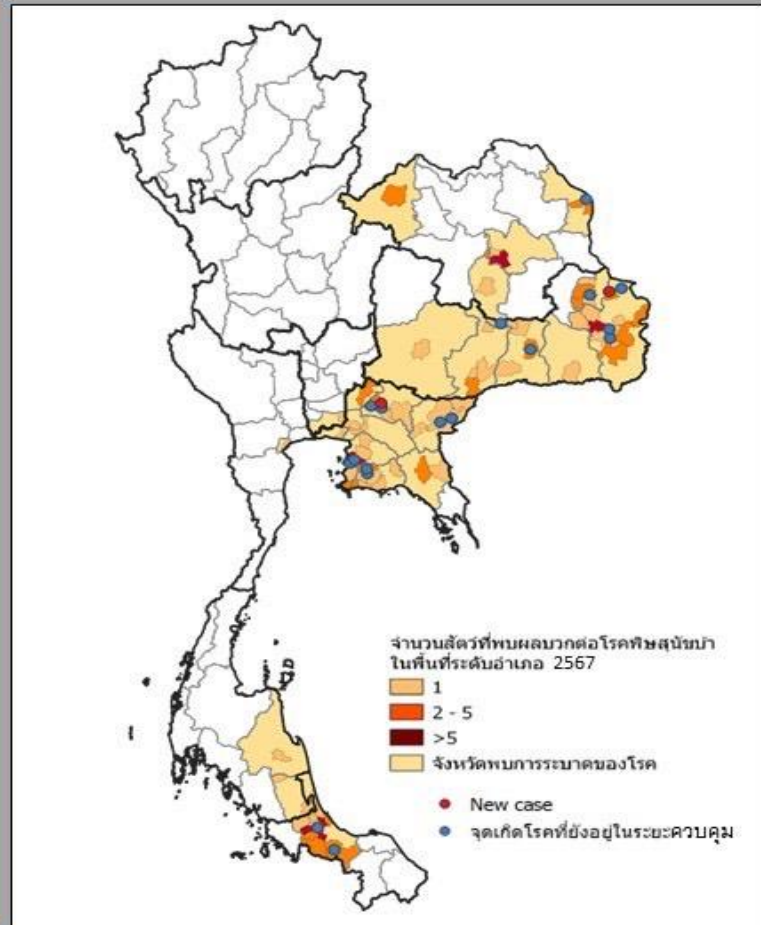 จำนวนสัตว์ที่พบผลบวกต่อโรคพิษสุนัขบ้า
ในพื้นที่ระดับอำเภอ 2567
1
2 - 5
>5
จังหวัดพบการระบาดของโรค
New case
จุดเกิดโรคที่ยังอยู่ในระยะควบคุม